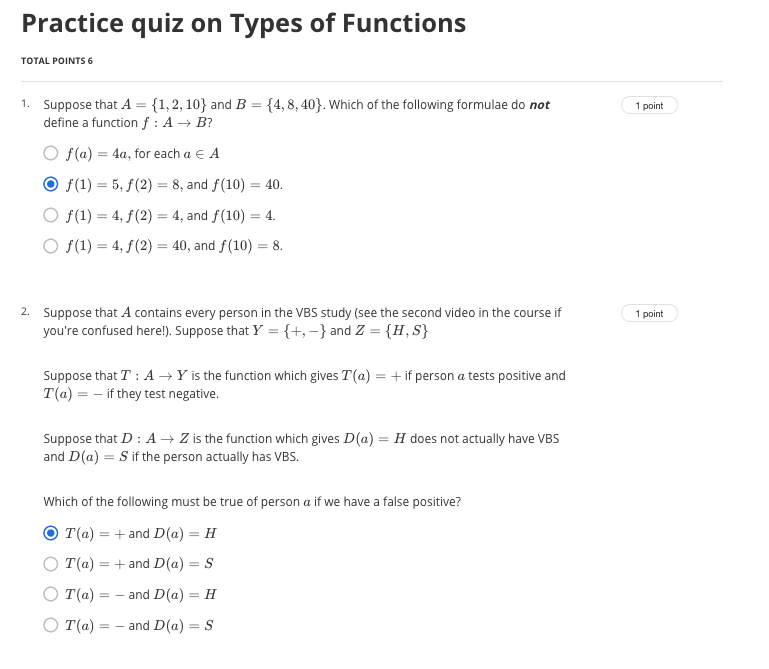 Practice quiz on Types of Functions
TOTAL POINTS 6
1. Suppose that A = {1, 2, 10} and B = {4, 8, 40}. Which of the following formulae do not
define a function f : A → B?
1 point
f(a) = 4a, for each a ∈ A
f(1) = 5, f(2) = 8, and f(10) = 40.
f(1) = 4, f(2) = 4, and f(10) = 4.
f(1) = 4, f(2) = 40, and f(10) = 8.
2. Suppose that A contains every person in the VBS study (see the second video in the course if
you're confused here!). Suppose that Y = {+, −} and Z = {H, S}
1 point
Suppose that T : A → Y is the function which gives T(a) = + if person a tests positive and
T(a) = − if they test negative.
Suppose that D : A → Z is the function which gives D(a) = H does not actually have VBS
and D(a) = S if the person actually has VBS.
Which of the following must be true of person a if we have a false positive?
T(a) = + and D(a) = H
T(a) = + and D(a) = S
T(a) = − and D(a) = H
T(a) = − and D(a) = S